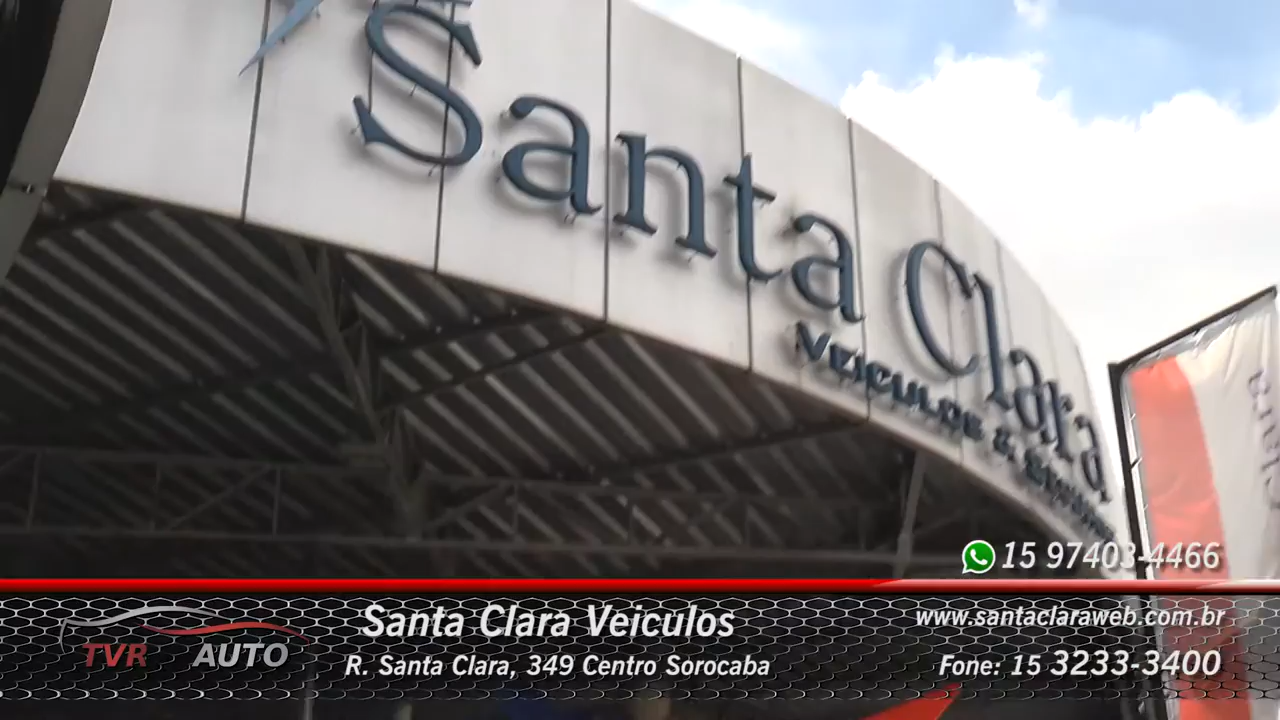 Santa Clara
VEICULOS &
15 97403-4466
TVR AUTO
Santa Clara Veiculos
R. Santa Clara, 349 Centro Sorocaba
www.santaclaraweb.com.br
Fone: 15 3233-3400